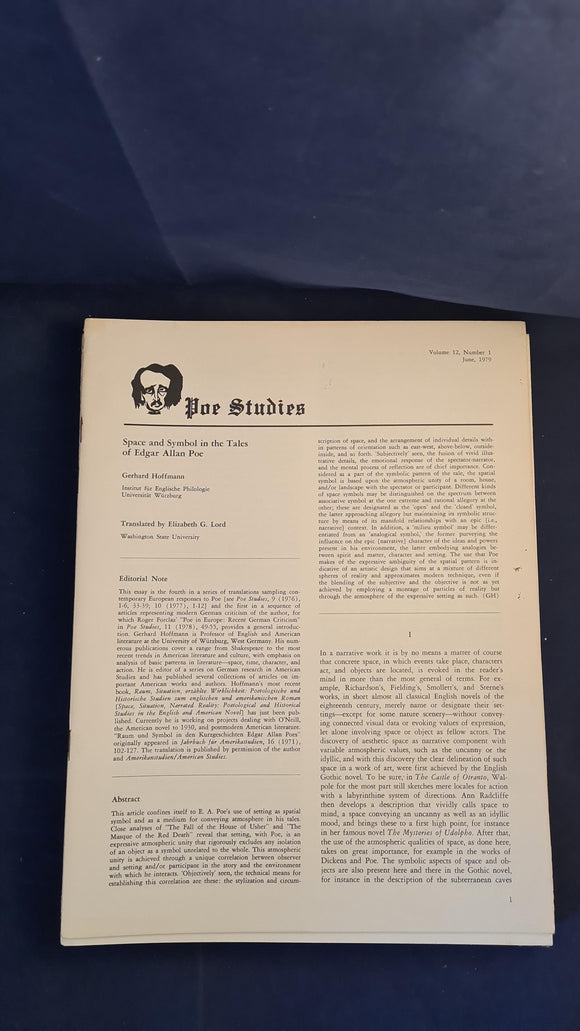 Volume 12, Number 1
June, 1979
Poe Studies
Space and Symbol in the Tales
of Edgar Allan Poe
Gerhard Hoffmann
Institut für Englische Philologie
Universität Würzburg
Translated by Elizabeth G. Lord
Washington State University
Editorial Note
This essay is the fourth in a series of translations sampling con-
temporary European responses to Poe [see Poe Studies, 9 (1976),
1-6, 33-39; 10 (1977), 1-12] and the first in a sequence of
articles representing modern German criticism of the author, for
which Roger Forclaz' "Poe in Europe: Recent German Criticism"
in Poe Studies, 11 (1978), 49-55, provides a general introduc-
tion. Gerhard Hoffmann is Professor of English and American
literature at the University of Würzburg, West Germany. His num-
erous publications cover a range from Shakespeare to the most
recent trends in American literature and culture, with emphasis on
analysis of basic patterns in literature—space, time, character, and
action. He is editor of a series on German research in American
Studies and has published several collections of articles on im-
portant American works and authors. Hoffmann's most recent
book, Raum, Situation, erzählte Wirklichkeit: Poetologische und
Historische Studien zum englischen und amerikanischen Roman
[Space, Situation, Narrated Reality: Poetological and Historical
Studies in the English and American Novel] has just been pub-
lished. Currently he is working on projects dealing with O'Neill,
the American novel to 1930, and postmodern American literature.
"Raum und Symbol in den Kurzgeschichten Edgar Allan Poes"
originally appeared in Jahrbuch für Amerikastudien, 16 (1971),
102-127. The translation is published by permission of the author
and Amerikastudien/American Studies.
Abstract
This article confines itself to E. A. Poe's use of setting as spatial
symbol and as a medium for conveying atmosphere in his tales.
Close analyses of "The Fall of the House of Usher" and "The
Masque of the Red Death" reveal that setting, with Poe, is an
expressive atmospheric unity that rigorously excludes any isolation
of an object as a symbol unrelated to the whole. This atmospheric
unity is achieved through a unique correlation between observer
and setting and/or participant in the story and the environment
with which he interacts. 'Objectively' seen, the technical means for
establishing this correlation are these: the stylization and circum-
scription of space, and the arrangement of individual details with-
in patterns of orientation such as east-west, above-below, outside-
inside, and so forth. 'Subjectively' seen, the fusion of vivid illus-
trative details, the emotional response of the spectator-narrator,
and the mental process of reflection are of chief importance. Con-
sidered as a part of the symbolic pattern of the tale, the spatial
symbol is based upon the atmospheric unity of a room, house,
and/or landscape with the spectator or participant. Different kinds
of space symbols may be distinguished on the spectrum between
associative symbol at the one extreme and rational allegory at the
other; these are designated as the 'open' and the 'closed' symbol,
the latter approaching allegory but maintaining its symbolic struc-
ture by means of its manifold relationships with an epic [i.e.,
narrative] context. In addition, a 'milieu symbol' may be differ-
entiated from an 'analogical symbol,' the former purveying the
influence on the epic [narrative] character of the ideas and powers
present in his environment, the latter embodying analogies be-
tween spirit and matter, character and setting. The use that Poe
makes of the expressive ambiguity of the spatial pattern is in-
dicative of an artistic design that aims at a mixture of different
spheres of reality and approximates modern technique, even if
the blending of the subjective and the objective is not as yet
achieved by employing a montage of particles of reality but
through the atmosphere of the expressive setting as such. (GH)
I
In a narrative work it is by no means a matter of course
that concrete space, in which events take place, characters
act, and objects are located, is evoked in the reader's
mind in more than the most general of terms. For ex-
ample, Richardson's, Fielding's, Smollett's, and Sterne's
works, in short almost all classical English novels of the
eighteenth century, merely name or designate their set-
tings—except for some nature scenery—without convey-
ing connected visual data or evoking values of expression,
let alone involving space or object as fellow actors. The
discovery of aesthetic space as narrative component with
variable atmospheric values, such as the uncanny or the
idyllic, and with this discovery the clear delineation of such
space in a work of art, were first achieved by the English
Gothic novel. To be sure, in The Castle of Otranto, Wal-
pole for the most part still sketches mere locales for action
with a labyrinthine system of directions. Ann Radcliffe
then develops a description that vividly calls space to
mind, a space conveying an uncanny as well as an idyllic
mood, and brings these to a first high point, for instance
in her famed novel The Mysteries of Udolpho. After that,
the use of the atmospheric qualities of space, as done here,
takes on great importance, for example in the works of
Dickens and Poe. The symbolic aspects of space and ob-
jects are also present here and there in the Gothic novel,
for instance in the description of the subterranean caves
1